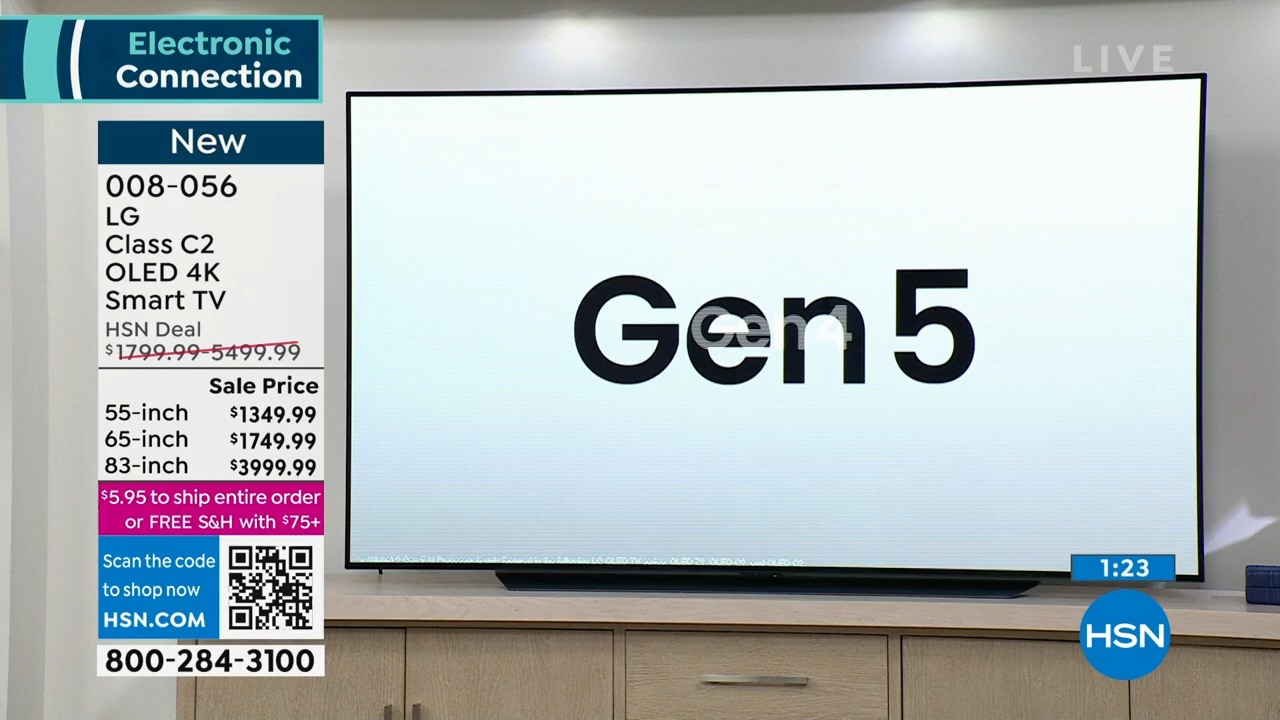 Electronic
Connection
LIVE
New
008-056
LG
Class C2
OLED 4K
Smart TV
HSN Deal
$1799.99-5499.99
Sale Price
55-inch $1349.99
65-inch $1749.99
83-inch $3999.99
$5.95 to ship entire order
or FREE S&H with $75+
Scan the code
to shop now
HSN.COM
800-284-3100
Gen 5
Gen 4
1:23
HSN